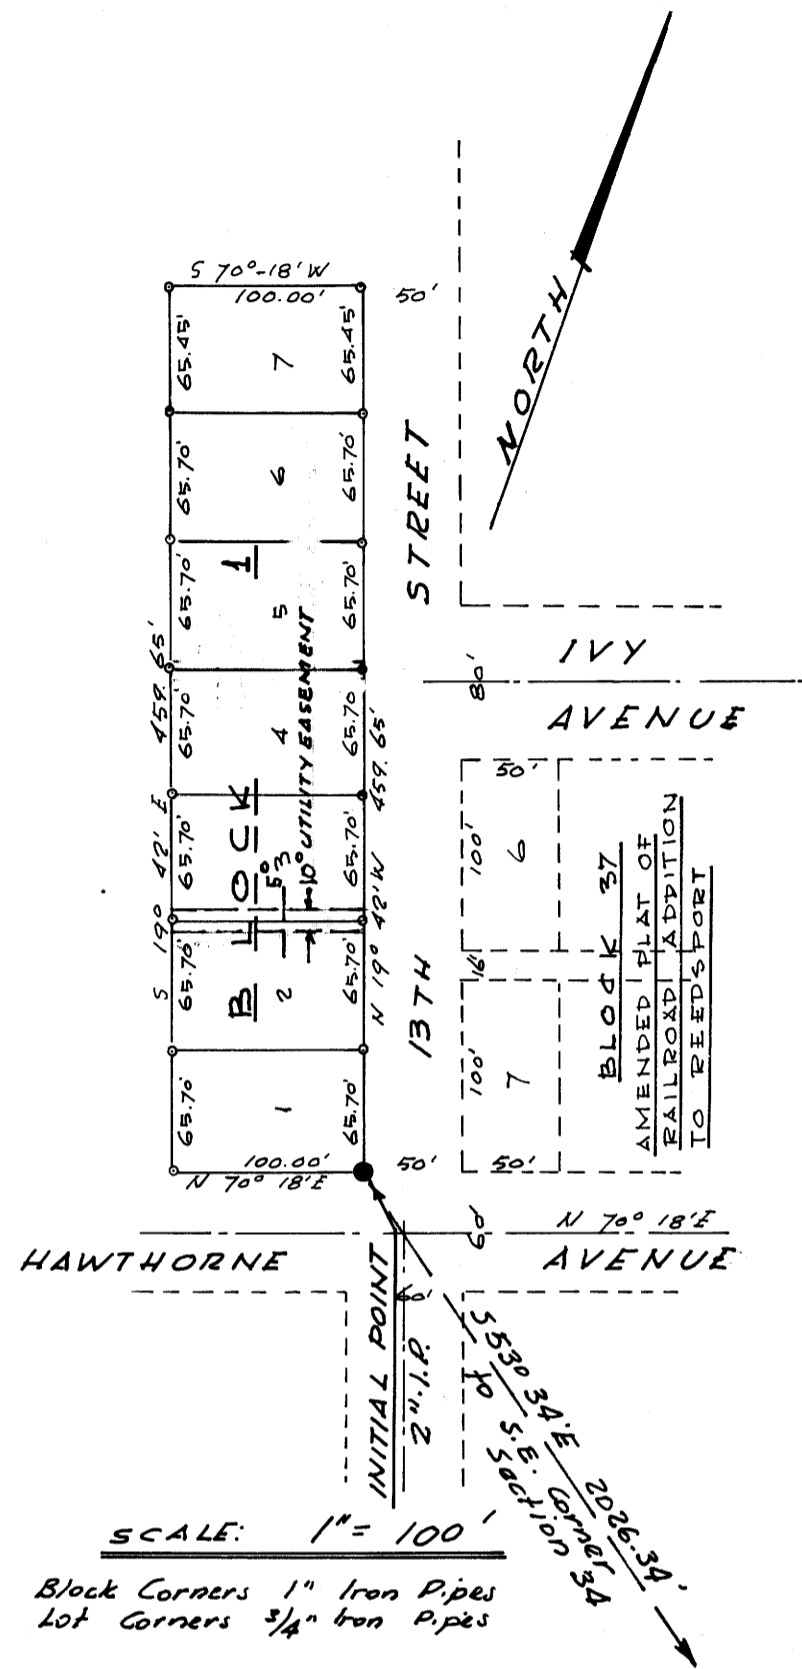 NORTH
S 70°-18' W
100.00'
50'
65.45'
7
65.45'
65.70'
6
65.70'
STREET
65.70'
1
5
65.70'
IVY
80'
AVENUE
S 19° 42' E 459.65'
65.70'
4
65.70
10' UTILITY EASEMENT
N 19° 42' W 459.65'
65.70'
BLOCK
3
5'
65.70'
65.70'
2
65.70'
13TH
50'
100'
6
16'
100'
7
50'
BLOCK 37
AMENDED PLAT OF
RAILROAD ADDITION
TO REEDSPORT
65.70'
1
65.70'
100.00'
N 70° 18'E
50'
60'
N 70° 18'E
HAWTHORNE
AVENUE
60'
INITIAL POINT
2" I.P.
S 53° 34' E 2026.34'
to S.E. Corner
Section 34
SCALE: 1" = 100'
Block Corners 1" Iron Pipes
Lot Corners 3/4" Iron Pipes